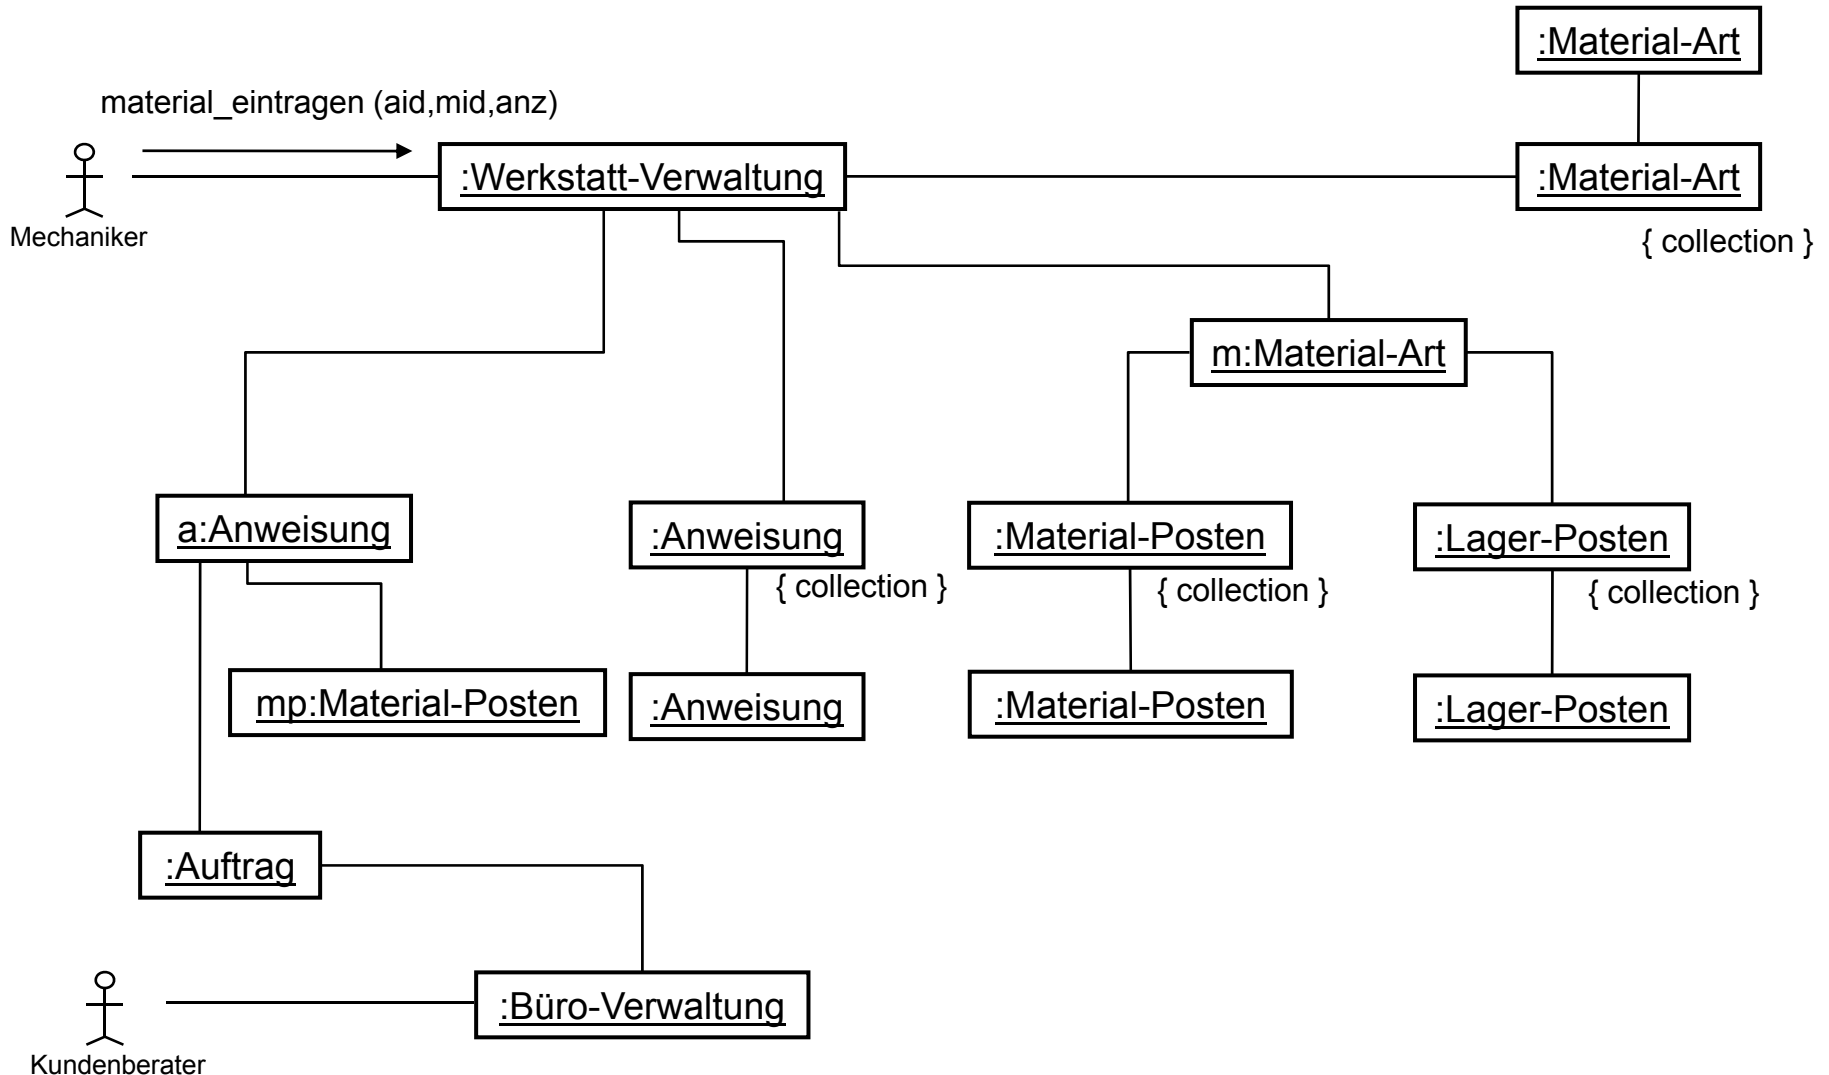 :Material-Art
material_eintragen (aid,mid,anz)
:Werkstatt-Verwaltung
:Material-Art
Mechaniker
{ collection }
m:Material-Art
a:Anweisung
:Anweisung
:Material-Posten
:Lager-Posten
{ collection }
{ collection }
{ collection }
mp:Material-Posten
:Anweisung
:Material-Posten
:Lager-Posten
:Auftrag
:Büro-Verwaltung
Kundenberater